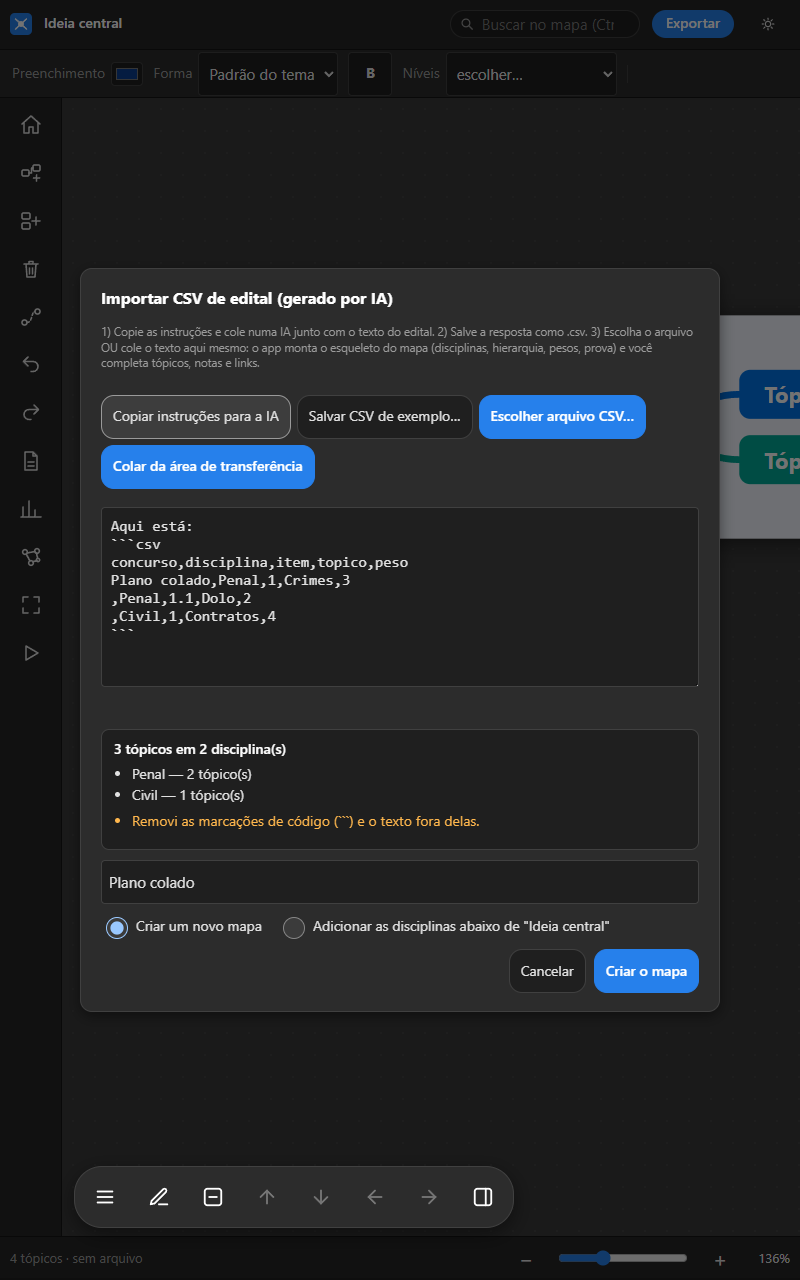 Ideia central
Buscar no mapa (Ctr
Exportar
Preenchimento
Forma
Padrão do tema
B
Níveis
escolher...
Importar CSV de edital (gerado por IA)
1) Copie as instruções e cole numa IA junto com o texto do edital. 2) Salve a resposta como .csv. 3) Escolha o arquivo
OU cole o texto aqui mesmo: o app monta o esqueleto do mapa (disciplinas, hierarquia, pesos, prova) e você
completa tópicos, notas e links.
Copiar instruções para a IA
Salvar CSV de exemplo...
Escolher arquivo CSV...
Colar da área de transferência
Tóp
Tóp
Aqui está:
```csv
concurso,disciplina,item,topico,peso
Plano colado,Penal,1,Crimes,3
,Penal,1.1,Dolo,2
,Civil,1,Contratos,4
```
3 tópicos em 2 disciplina(s)
• Penal — 2 tópico(s)
• Civil — 1 tópico(s)
• Removi as marcações de código (```) e o texto fora delas.
Plano colado
Criar um novo mapa
Adicionar as disciplinas abaixo de "Ideia central"
Cancelar
Criar o mapa
4 tópicos · sem arquivo
136%